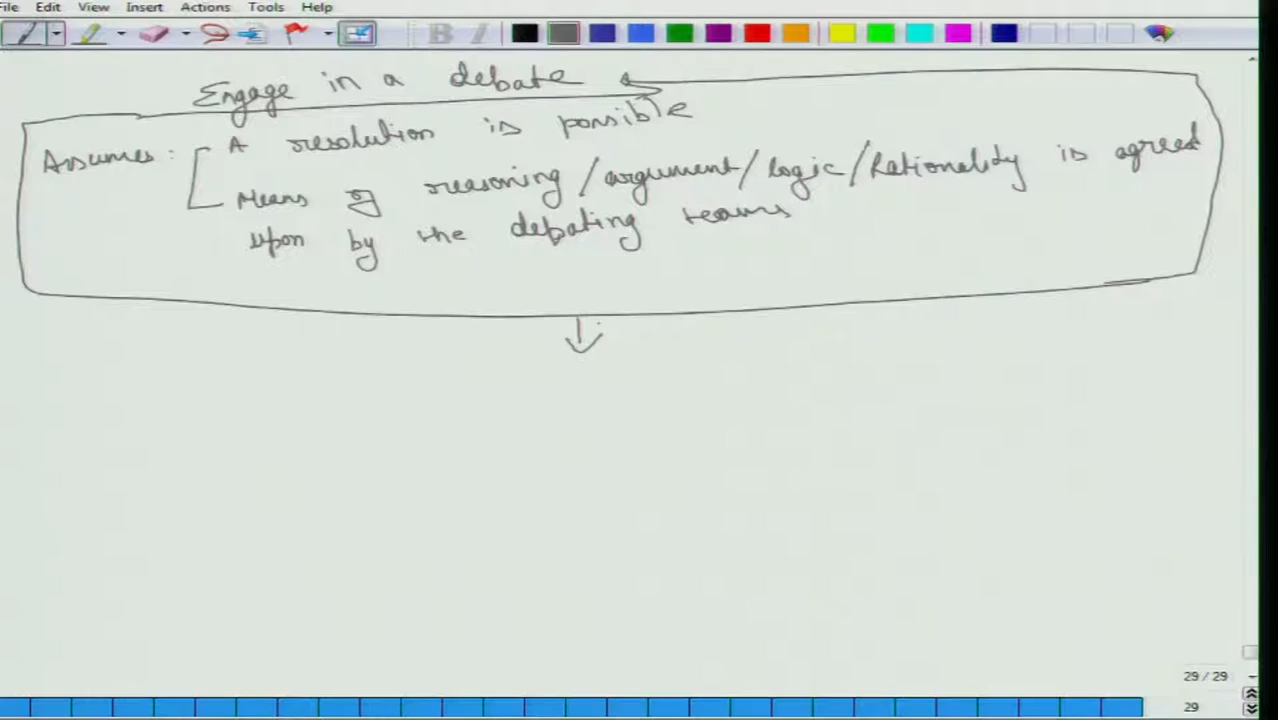 File Edit View Insert Actions Tools Help
Engage in a debate
Assumes: A resolution is possible
Means of reasoning/argument/logic/Rationality is agreed
upon by the debating teams
29 / 29
29